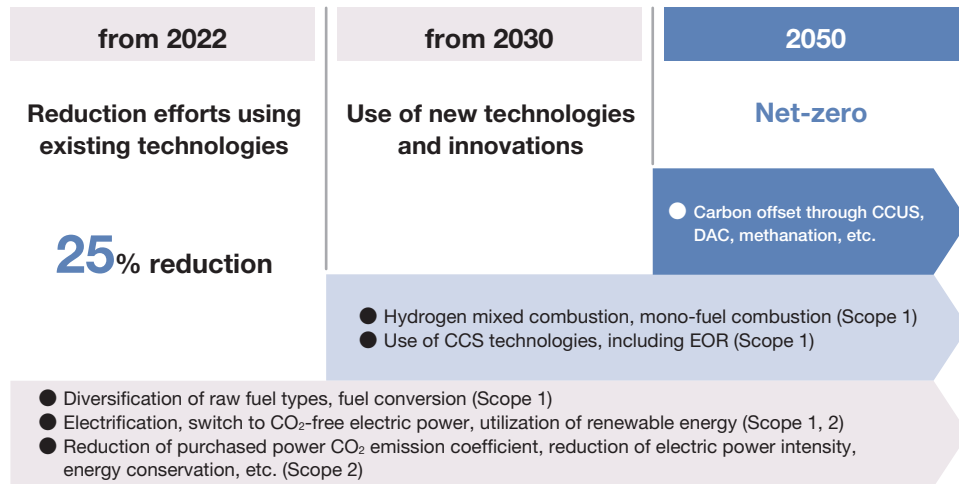 from 2022
from 2030
2050
Reduction efforts using
existing technologies
Use of new technologies
and innovations
Net-zero
25% reduction
● Carbon offset through CCUS,
DAC, methanation, etc.
● Hydrogen mixed combustion, mono-fuel combustion (Scope 1)
● Use of CCS technologies, including EOR (Scope 1)
● Diversification of raw fuel types, fuel conversion (Scope 1)
● Electrification, switch to CO₂-free electric power, utilization of renewable energy (Scope 1, 2)
● Reduction of purchased power CO₂ emission coefficient, reduction of electric power intensity,
energy conservation, etc. (Scope 2)